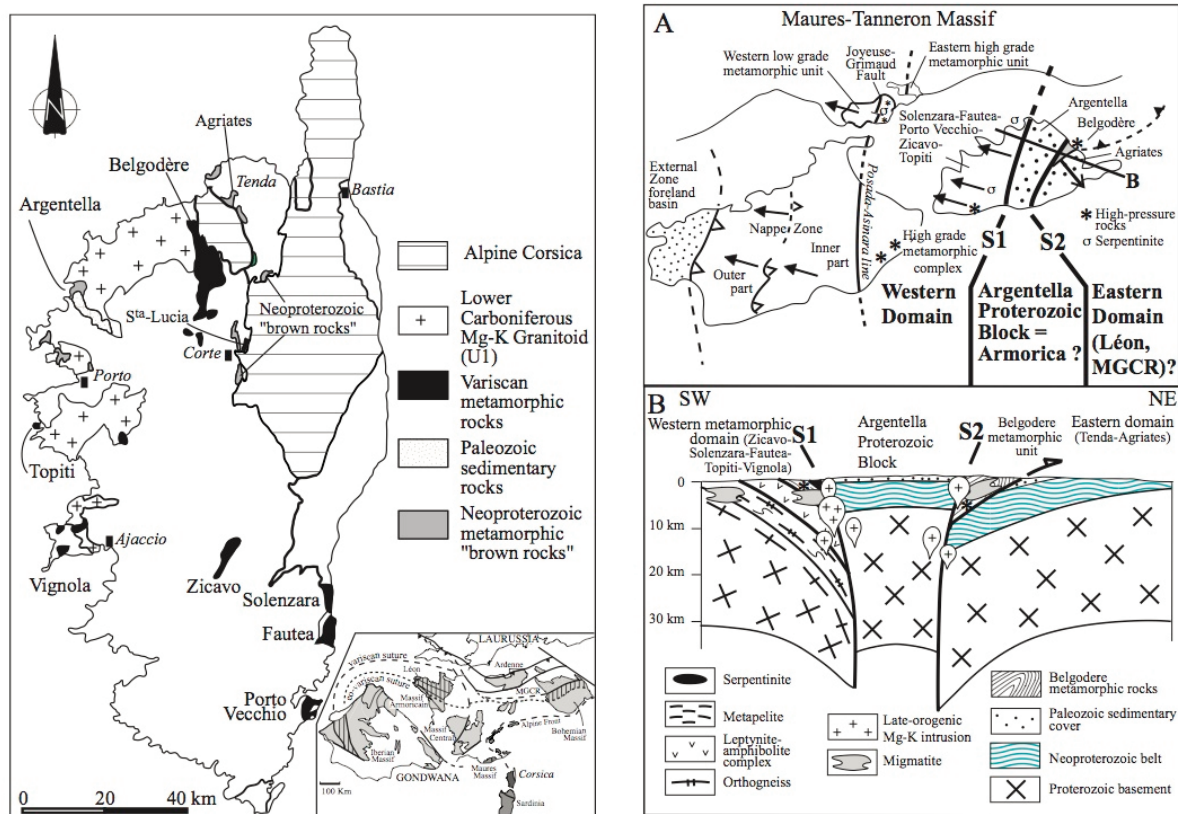 N
Agriates
Belgodère
Tenda
Argentella
Bastia
Neoproterozoic
"brown rocks"
Sta-Lucia
Corte
Porto
Topiti
Ajaccio
Vignola
Zicavo
Solenzara
Fautea
Porto
Vecchio
0 20 40 km
Alpine Corsica
Lower
Carboniferous
Mg-K Granitoid
(U1)
Variscan
metamorphic
rocks
Paleozoic
sedimentary
rocks
Neoproterozoic
metamorphic
"brown rocks"
LAURUSSIA
variscan suture
Ardenne
Léon
MGCR
Massif
Armoricain
Massif
Central
Alpine Front
Bohemian
Massif
Iberian
Massif
Maures
Massif
Corsica
GONDWANA
100 Km
Sardinia
A
Maures-Tanneron Massif
Western low grade
metamorphic unit
Joyeuse-
Grimaud
Fault
Eastern high grade
metamorphic unit
Solenzara-Fautea-
Porto Vecchio-
Zicavo-
Topiti
Argentella
Belgodère
Agriates
B
External
Zone
foreland
basin
Nappe Zone
Posada-Asinara line
Inner
part
Outer
part
High grade
metamorphic
complex
* High-pressure
rocks
σ Serpentinite
S1
S2
Western
Domain
Argentella
Proterozoic
Block =
Armorica ?
Eastern
Domain
(Léon,
MGCR)?
B
SW
NE
Western metamorphic
domain (Zicavo-
Solenzara-Fautea-
Topiti-Vignola)
S1
Argentella
Proterozoic
Block
S2
Belgodere
metamorphic
unit
Eastern domain
(Tenda-Agriates)
0
10 km
20 km
30 km
Serpentinite
Metapelite
Leptynite-
amphibolite
complex
Orthogneiss
Late-orogenic
Mg-K intrusion
Migmatite
Belgodere
metamorphic rocks
Paleozoic sedimentary
cover
Neoproterozoic belt
Proterozoic basement